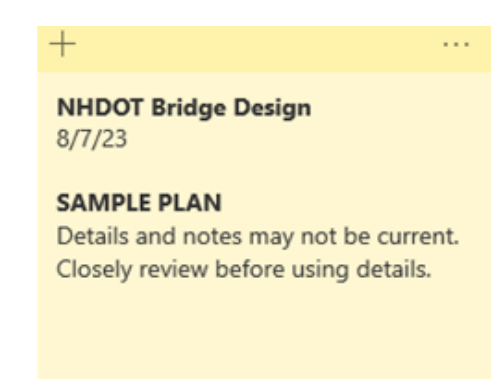 NHDOT Bridge Design
8/7/23
SAMPLE PLAN
Details and notes may not be current.
Closely review before using details.